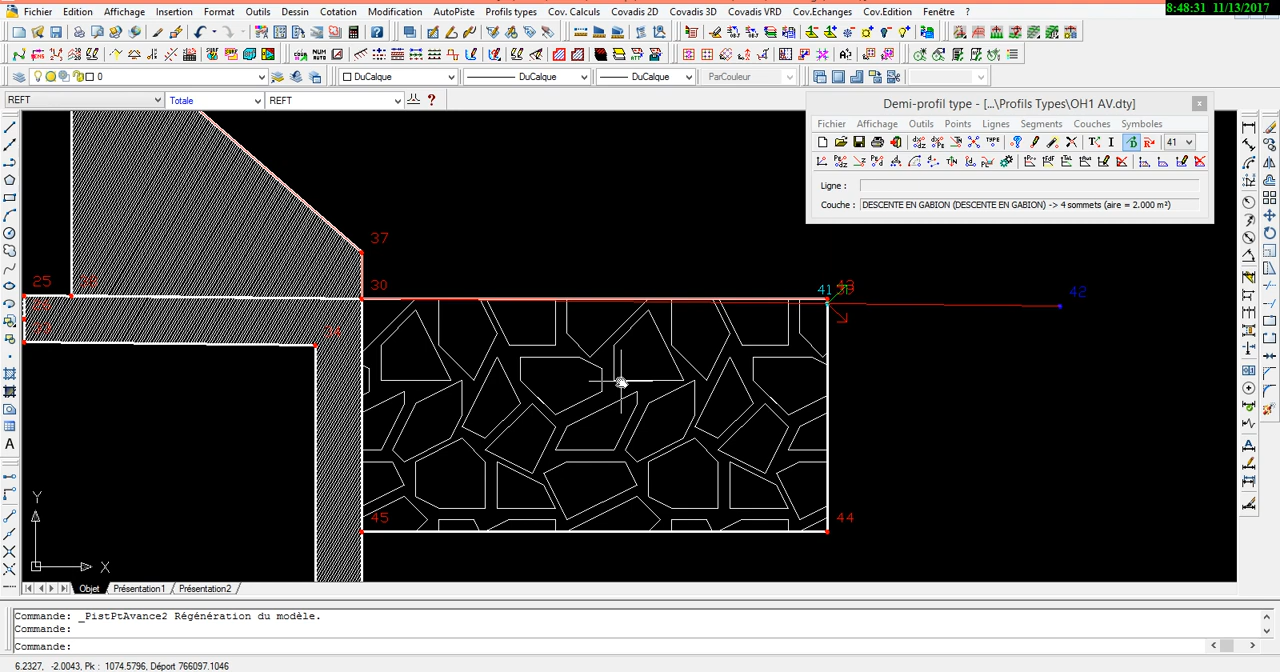 8:48:31 11/13/2017
Fichier Edition Affichage Insertion Format Outils Dessin Cotation Modification AutoPiste Profils types Cov. Calculs Covadis 2D Covadis 3D Covadis VRD Cov.Échanges Cov.Edition Fenêtre ?
0 DuCalque DuCalque DuCalque ParCouleur
REFT Totale REFT
Demi-profil type - [...\Profils Types\OH1 AV.dty]
Fichier Affichage Outils Points Lignes Segments Couches Symboles
41
Ligne :
Couche : DESCENTE EN GABION (DESCENTE EN GABION) -> 4 sommets (aire = 2.000 m²)
37
25
30
41
42
45
44
Y
X
Objet Présentation1 Présentation2
Commande: _PistPtAvance2 Régénération du modèle.
Commande:
Commande:
6.2327, -2.0043, Pk : 1074.5796, Déport 766097.1046